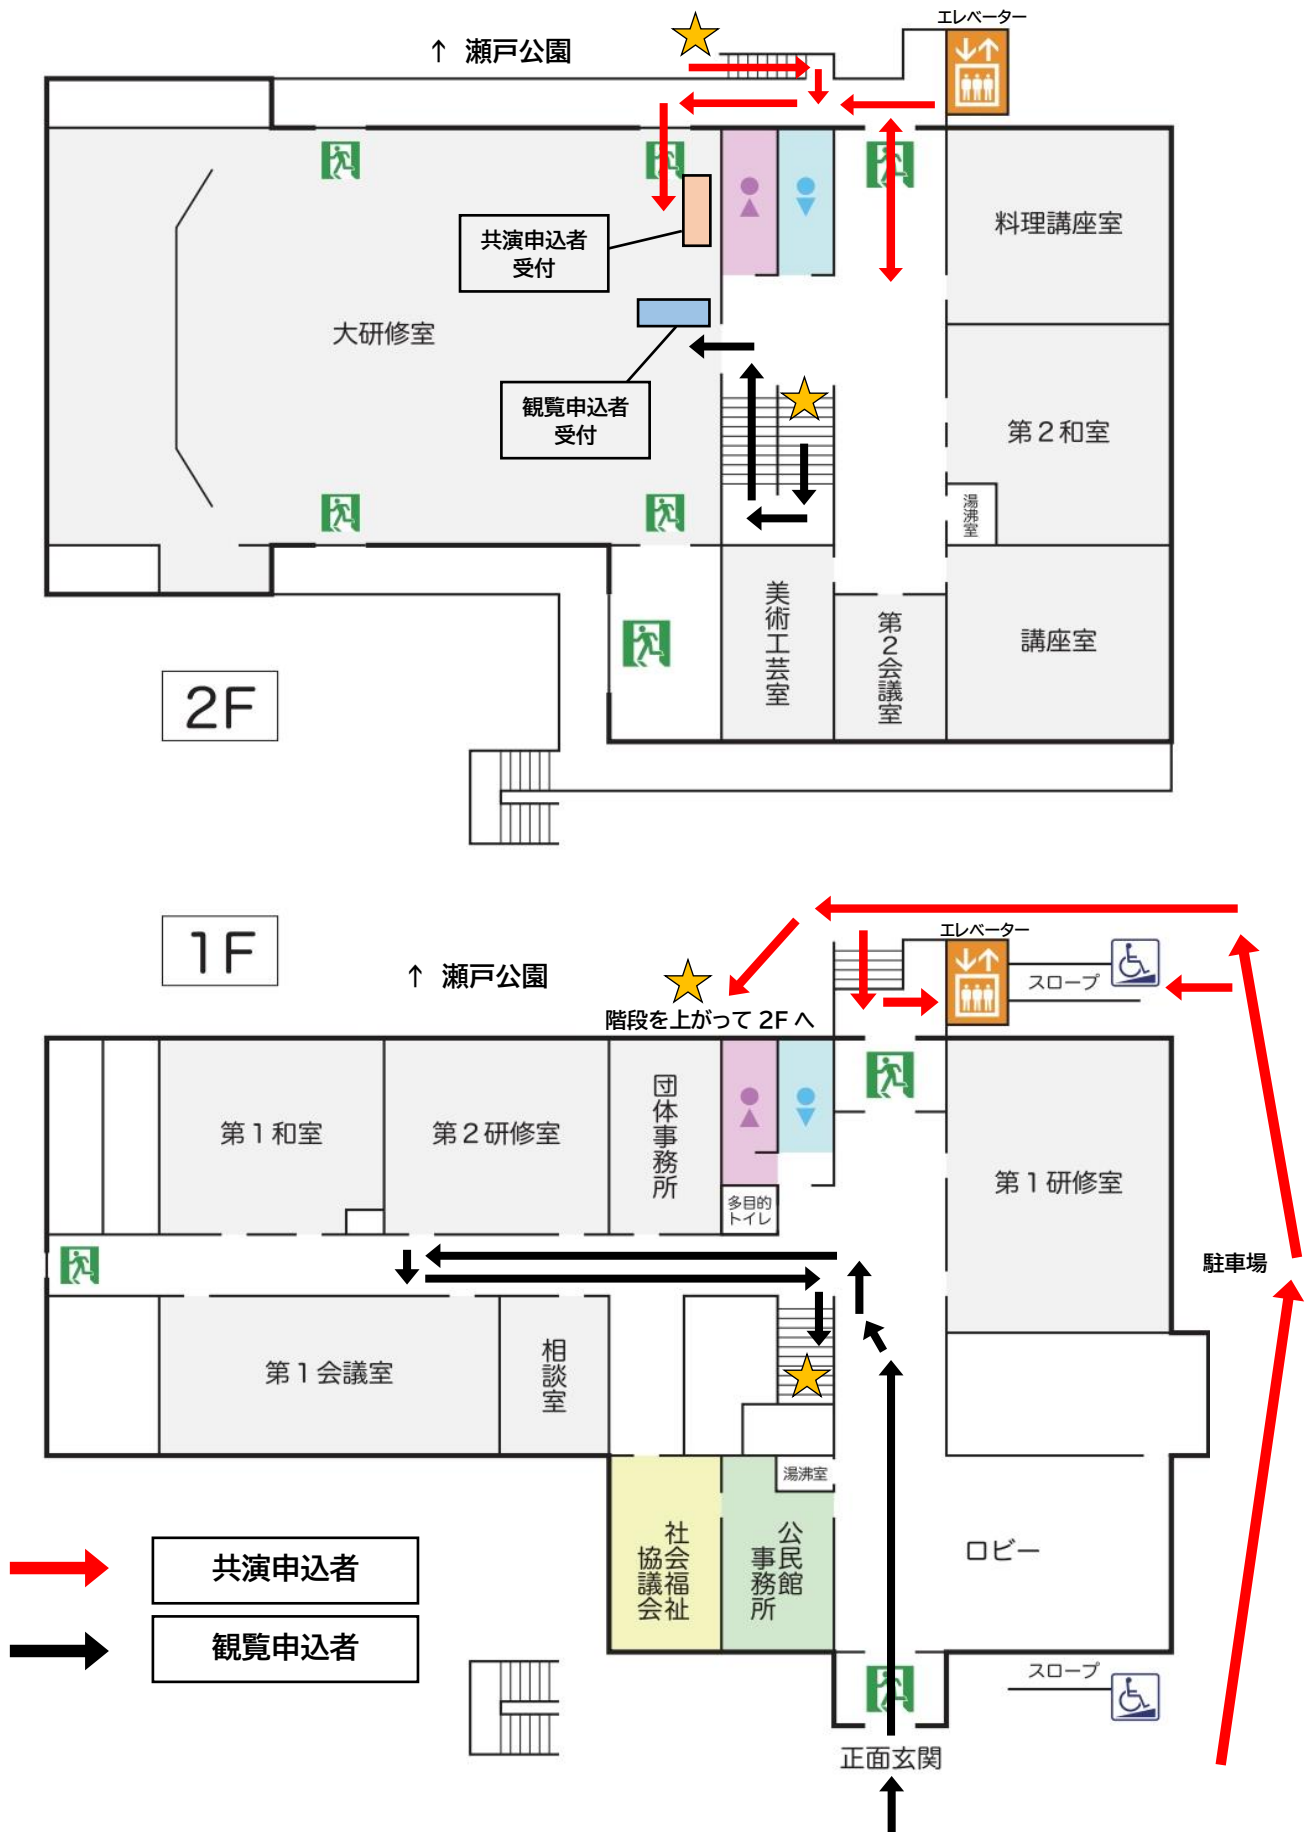 エレベーター
↑ 瀬戸公園
料理講座室
共演申込者
受付
大研修室
観覧申込者
受付
第2和室
湯沸室
美術工芸室
第2会議室
講座室
2F
1F
エレベーター
↑ 瀬戸公園
スロープ
階段を上がって 2F へ
第1和室
第2研修室
団体事務所
第1研修室
多目的
トイレ
駐車場
第1会議室
相談室
湯沸室
社会福祉
協議会
公民館
事務所
ロビー
共演申込者
観覧申込者
スロープ
正面玄関